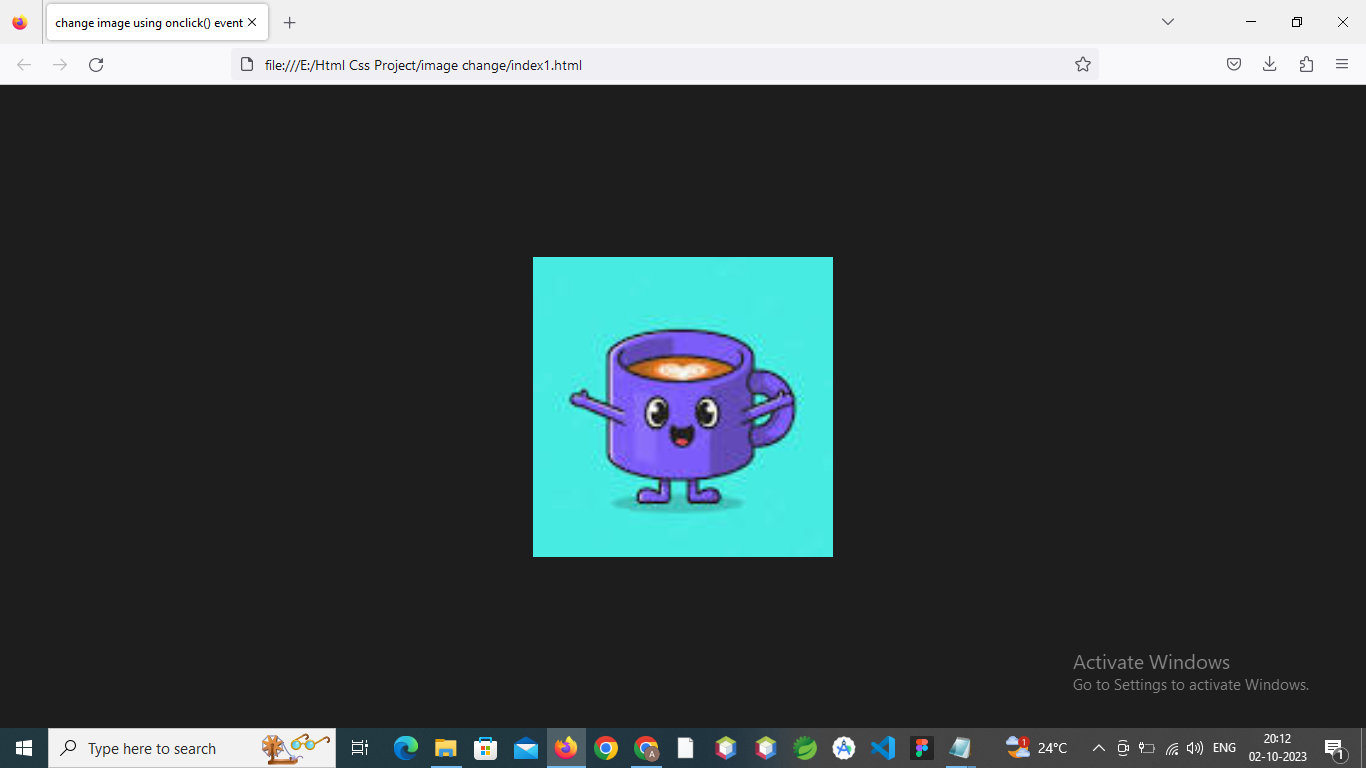 change image using onclick() event
file:///E:/Html Css Project/image change/index1.html
Activate Windows
Go to Settings to activate Windows.
Type here to search
A
1
24°C
ENG
20:12
02-10-2023
1